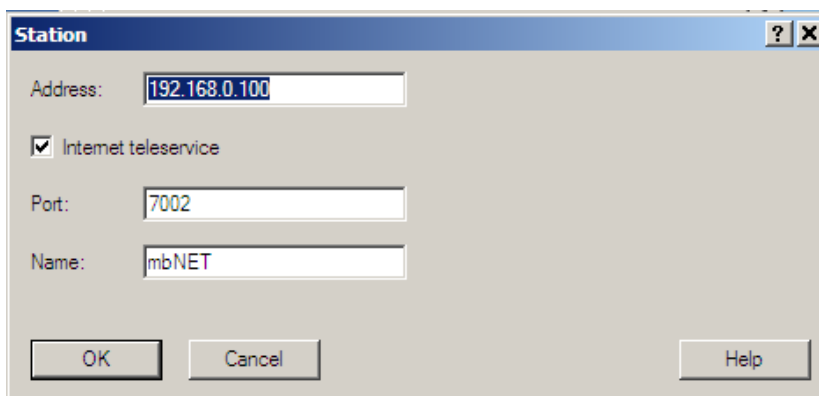 Station
Address: 192.168.0.100
Internet teleservice
Port: 7002
Name: mbNET
OK Cancel Help